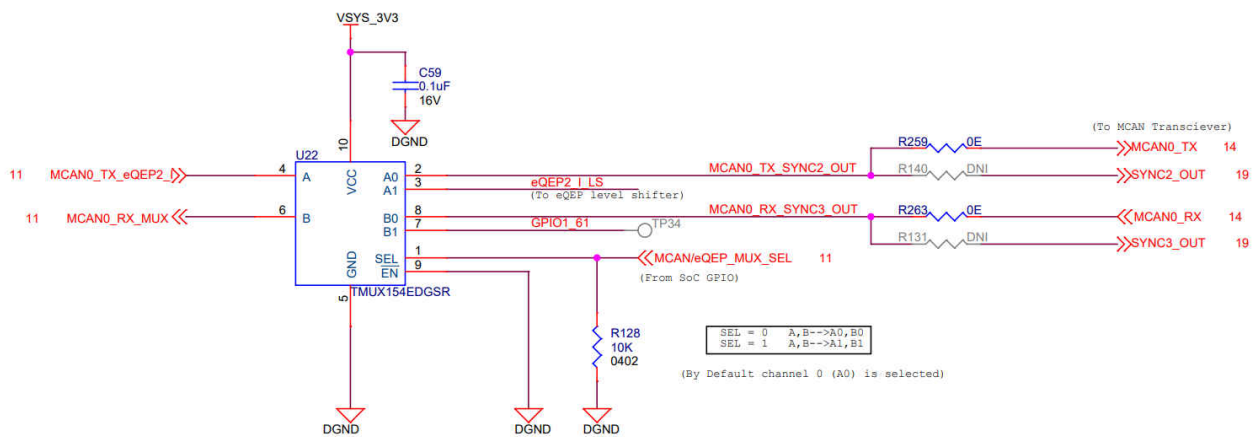 VSYS_3V3
C59
0.1uF
16V
DGND
(To MCAN Transciever)
U22
10
VCC
R259 0E
MCAN0_TX 14
11 MCAN0_TX_eQEP2_I
4 A
A0 2
MCAN0_TX_SYNC2_OUT
R140 DNI
SYNC2_OUT 19
A1 3
eQEP2_I_LS
(To eQEP level shifter)
11 MCAN0_RX_MUX
6 B
B0 8
MCAN0_RX_SYNC3_OUT
R263 0E
MCAN0_RX 14
B1 7
GPIO1_61
TP34
R131 DNI
SYNC3_OUT 19
SEL 1
MCAN/eQEP_MUX_SEL 11
EN 9
(From SoC GPIO)
GND
5
TMUX154EDGSR
R128
10K
0402
SEL = 0 A,B-->A0,B0
SEL = 1 A,B-->A1,B1
(By Default channel 0 (A0) is selected)
DGND
DGND
DGND